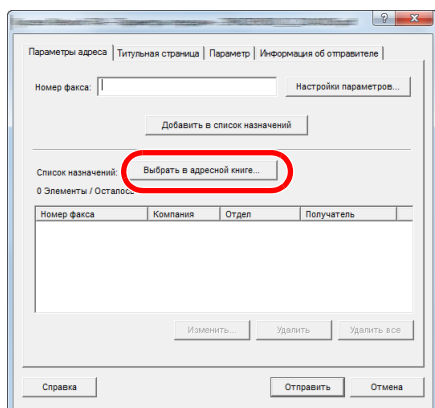 Параметры адреса Титульная страница Параметр Информация об отправителе
Номер факса: Настройки параметров...
Добавить в список назначений
Список назначений: Выбрать в адресной книге...
0 Элементы / Осталось
Номер факса Компания Отдел Получатель
Изменить... Удалить Удалить все
Справка Отправить Отмена